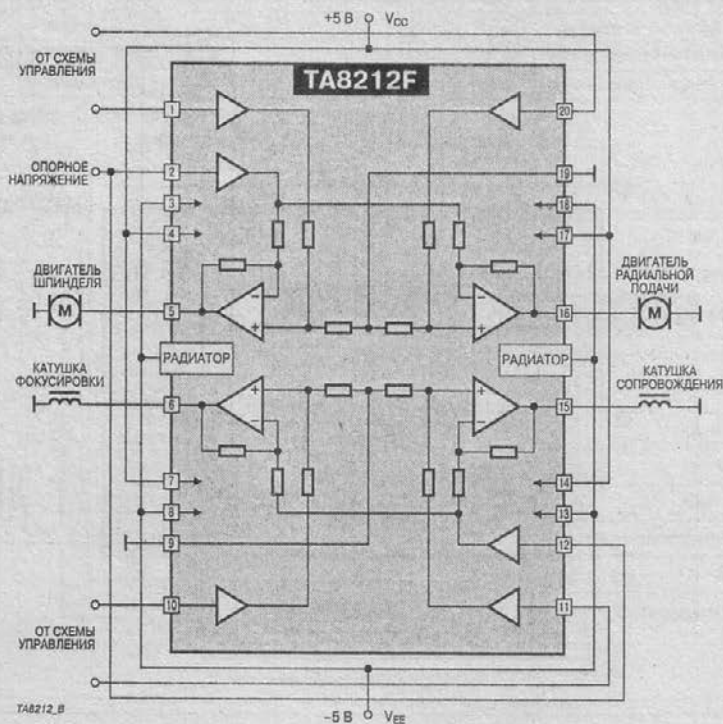 +5 В
VCC
ОТ СХЕМЫ
УПРАВЛЕНИЯ
TA8212F
1
20
ОПОРНОЕ
НАПРЯЖЕНИЕ
2
19
3
18
4
17
ДВИГАТЕЛЬ
ШПИНДЕЛЯ
ДВИГАТЕЛЬ
РАДИАЛЬНОЙ
ПОДАЧИ
M
5
−
+
−
+
16
M
РАДИАТОР
РАДИАТОР
КАТУШКА
ФОКУСИРОВКИ
КАТУШКА
СОПРОВОЖДЕНИЯ
6
+
−
+
−
15
7
14
8
13
9
12
10
11
ОТ СХЕМЫ
УПРАВЛЕНИЯ
TA8212_B
−5 В
VEE